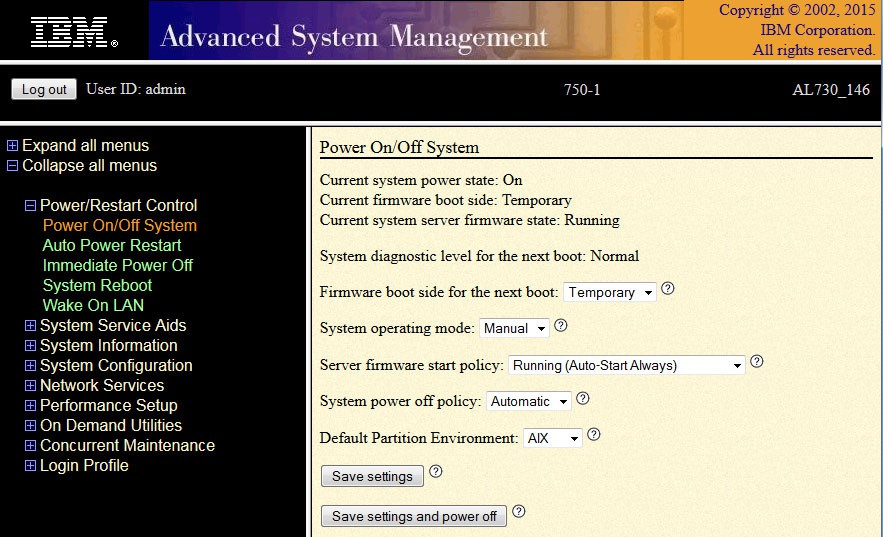 IBM®
Advanced System Management
Copyright © 2002, 2015
IBM Corporation.
All rights reserved.
Log out User ID: admin 750-1 AL730_146
Expand all menus
Collapse all menus
Power/Restart Control
Power On/Off System
Auto Power Restart
Immediate Power Off
System Reboot
Wake On LAN
System Service Aids
System Information
System Configuration
Network Services
Performance Setup
On Demand Utilities
Concurrent Maintenance
Login Profile
Power On/Off System
Current system power state: On
Current firmware boot side: Temporary
Current system server firmware state: Running
System diagnostic level for the next boot: Normal
Firmware boot side for the next boot: Temporary ?
System operating mode: Manual ?
Server firmware start policy: Running (Auto-Start Always) ?
System power off policy: Automatic ?
Default Partition Environment: AIX ?
Save settings ?
Save settings and power off ?